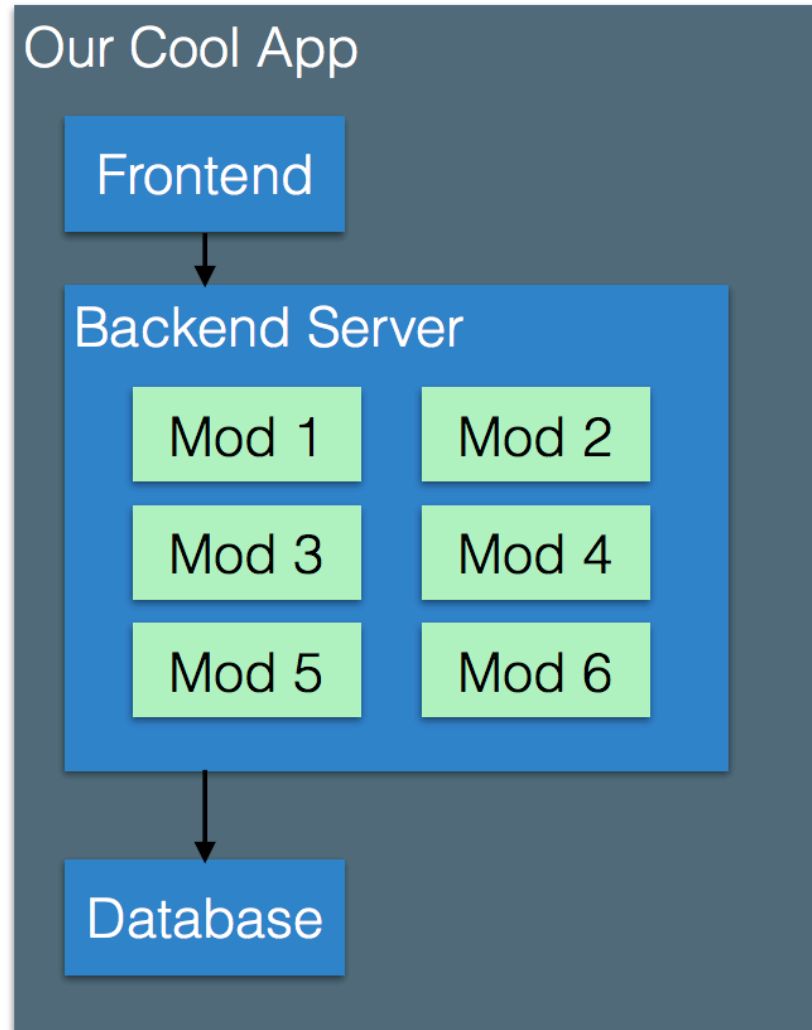 Our Cool App
Frontend
Backend Server
Mod 1
Mod 2
Mod 3
Mod 4
Mod 5
Mod 6
Database